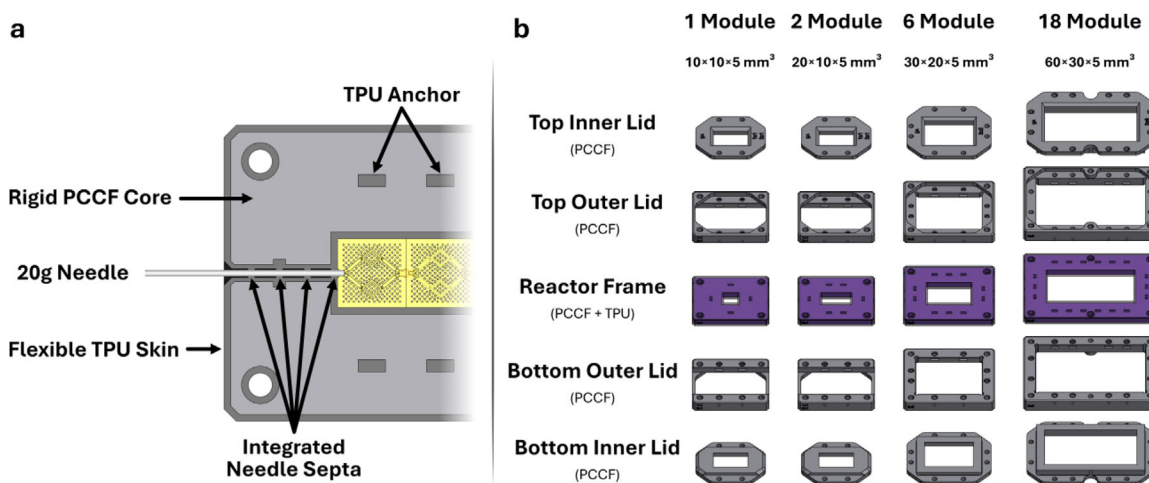 a
TPU Anchor
Rigid PCCF Core
20g Needle
Flexible TPU Skin
Integrated
Needle Septa
b
1 Module 2 Module 6 Module 18 Module
10×10×5 mm³ 20×10×5 mm³ 30×20×5 mm³ 60×30×5 mm³
Top Inner Lid
(PCCF)
Top Outer Lid
(PCCF)
Reactor Frame
(PCCF + TPU)
Bottom Outer Lid
(PCCF)
Bottom Inner Lid
(PCCF)